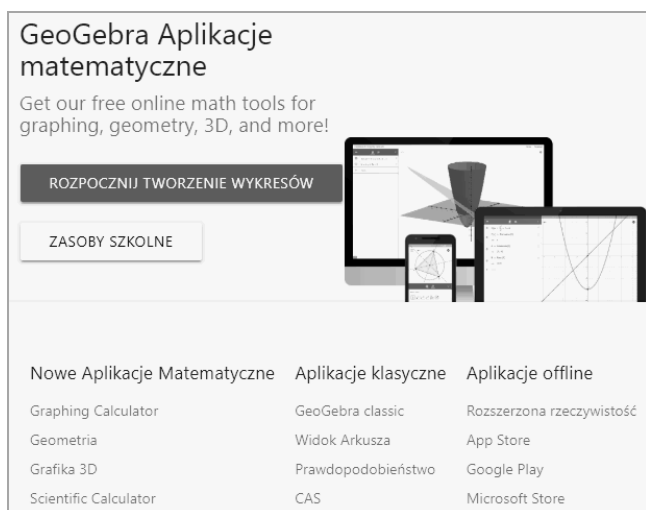 GeoGebra Aplikacje
matematyczne
Get our free online math tools for
graphing, geometry, 3D, and more!
ROZPOCZNIJ TWORZENIE WYKRESÓW
ZASOBY SZKOLNE
Nowe Aplikacje Matematyczne
Graphing Calculator
Geometria
Grafika 3D
Scientific Calculator
Aplikacje klasyczne
GeoGebra classic
Widok Arkusza
Prawdopodobieństwo
CAS
Aplikacje offline
Rozszerzona rzeczywistość
App Store
Google Play
Microsoft Store